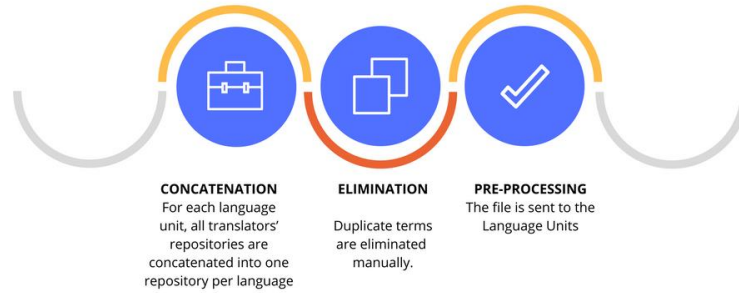 CONCATENATION
For each language
unit, all translators'
repositories are
concatenated into one
repository per language
ELIMINATION
Duplicate terms
are eliminated
manually.
PRE-PROCESSING
The file is sent to the
Language Units